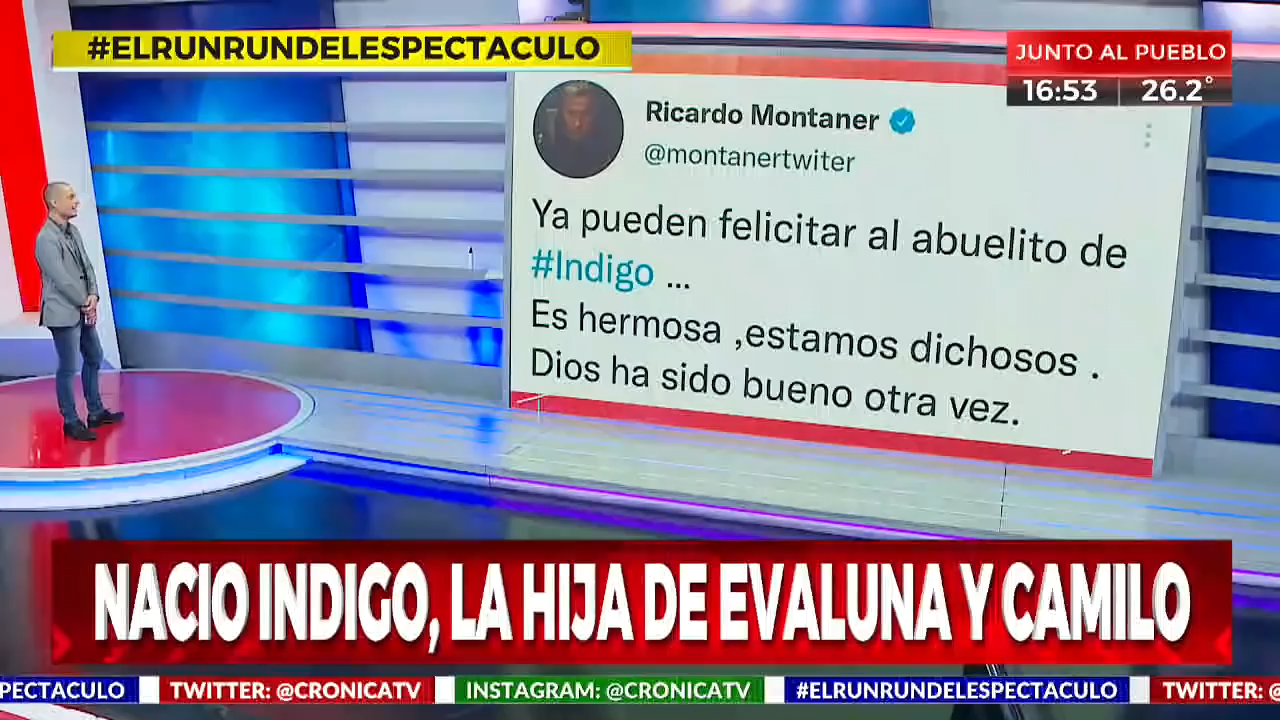 #ELRUNRUNDELESPECTACULO
JUNTO AL PUEBLO
16:53 26.2°
Ricardo Montaner
@montanertwiter
Ya pueden felicitar al abuelito de
#Indigo ...
Es hermosa ,estamos dichosos .
Dios ha sido bueno otra vez.
NACIO INDIGO, LA HIJA DE EVALUNA Y CAMILO
PECTACULO TWITTER: @CRONICATV INSTAGRAM: @CRONICATV #ELRUNRUNDELESPECTACULO TWITTER: @